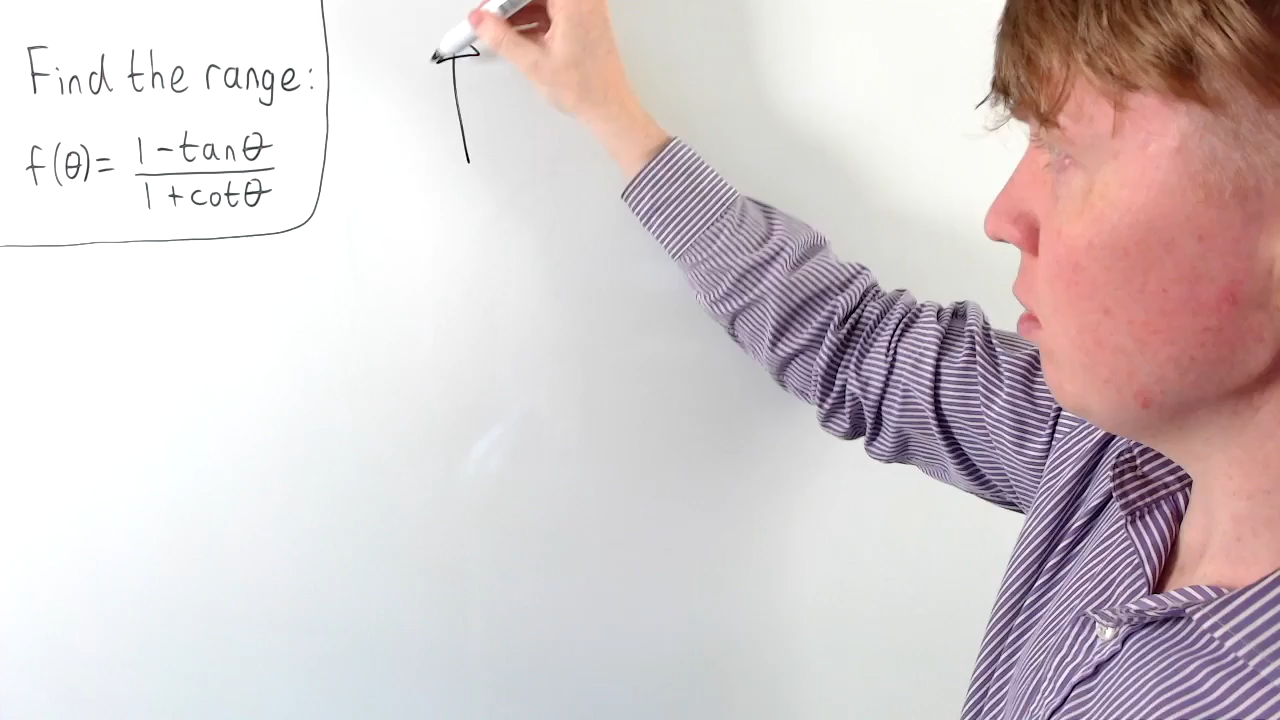 Find the range:
f(θ)= 1-tanθ
1+cotθ